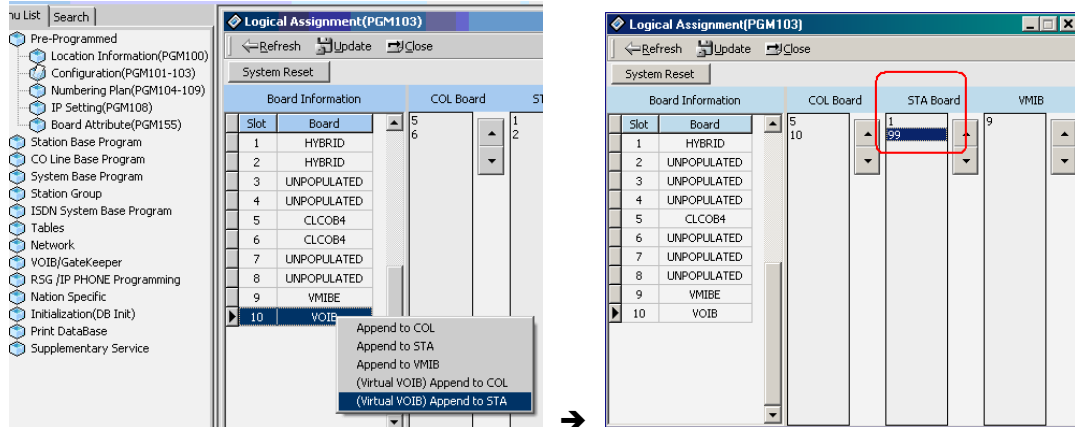 nu List Search
Pre-Programmed
Location Information(PGM100)
Configuration(PGM101-103)
Numbering Plan(PGM104-109)
IP Setting(PGM108)
Board Attribute(PGM155)
Station Base Program
CO Line Base Program
System Base Program
Station Group
ISDN System Base Program
Tables
Network
VOIB/GateKeeper
RSG /IP PHONE Programming
Nation Specific
Initialization(DB Init)
Print DataBase
Supplementary Service
Logical Assignment(PGM103)
Refresh Update Close
System Reset
Board Information COL Board ST
Slot Board 5 1
1 HYBRID 6 2
2 HYBRID
3 UNPOPULATED
4 UNPOPULATED
5 CLCOB4
6 CLCOB4
7 UNPOPULATED
8 UNPOPULATED
9 VMIBE
10 VOIB
Append to COL
Append to STA
Append to VMIB
(Virtual VOIB) Append to COL
(Virtual VOIB) Append to STA
➔
Logical Assignment(PGM103)
Refresh Update Close
System Reset
Board Information COL Board STA Board VMIB
Slot Board 5 1 9
1 HYBRID 10 99
2 UNPOPULATED
3 UNPOPULATED
4 UNPOPULATED
5 CLCOB4
6 UNPOPULATED
7 UNPOPULATED
8 UNPOPULATED
9 VMIBE
10 VOIB